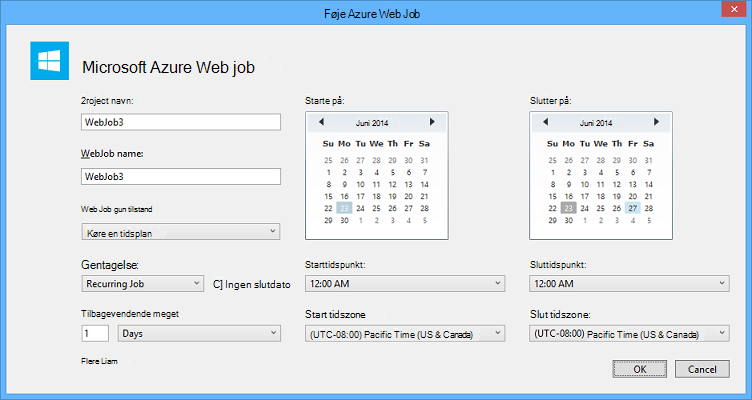 Føje Azure Web Job
Microsoft Azure Web job
2roject navn:
WebJob3
WebJob name:
WebJob3
Web Job gun tilstand
Køre en tidsplan
Gentagelse:
Recurring Job
C] Ingen slutdato
Tilbagevendende meget
1
Days
Flere Liam
Starte på:
Juni 2014
Su Mo Tu We Th Fr Sa
25 26 27 28 29 30 31
1 2 3 4 5 6 7
8 9 10 11 12 13 14
15 16 17 18 19 20 21
22 23 24 25 26 27 28
29 30 1 2 3 4 5
Starttidspunkt:
12:00 AM
Start tidszone
(UTC-08:00) Pacific Time (US & Canada)
Slutter på:
Juni 2014
Su Mo Tu We Th Fr Sa
25 26 27 28 29 30 31
1 2 3 4 5 6 7
8 9 10 11 12 13 14
15 16 17 18 19 20 21
22 23 24 25 26 27 28
29 30 1 2 3 4 5
Sluttidspunkt:
12:00 AM
Slut tidszone:
(UTC-08:00) Pacific Time (US & Canada)
OK
Cancel